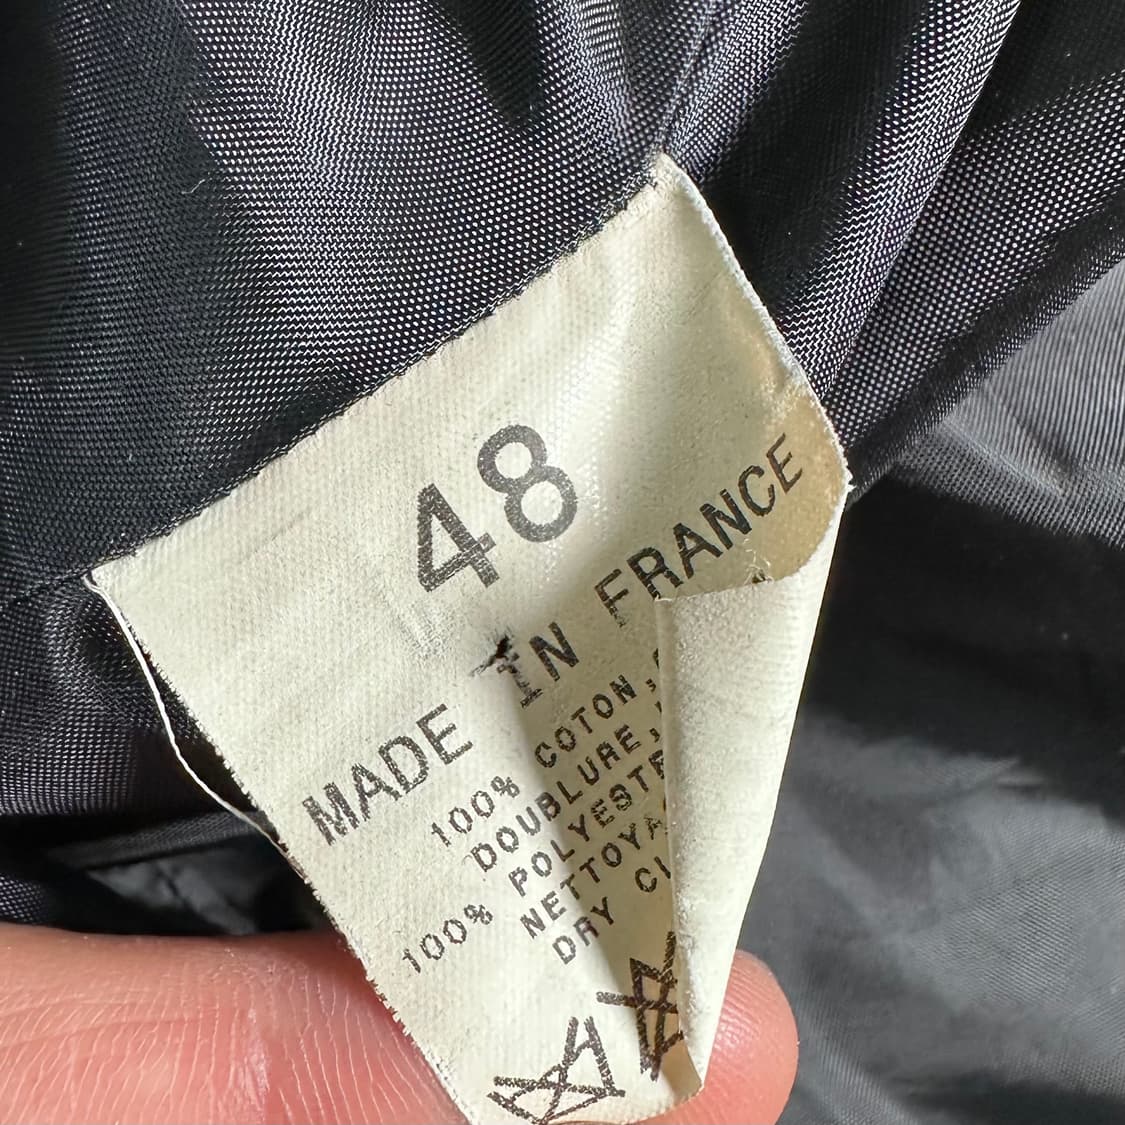 48
MADE IN FRANCE
100% COTON,
DOUBLURE,
100% POLYESTE
NETTOYA
DRY CL